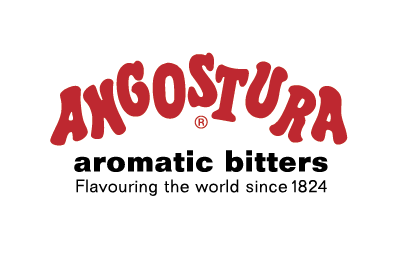 ANGOSTURA
®
aromatic bitters
Flavouring the world since 1824